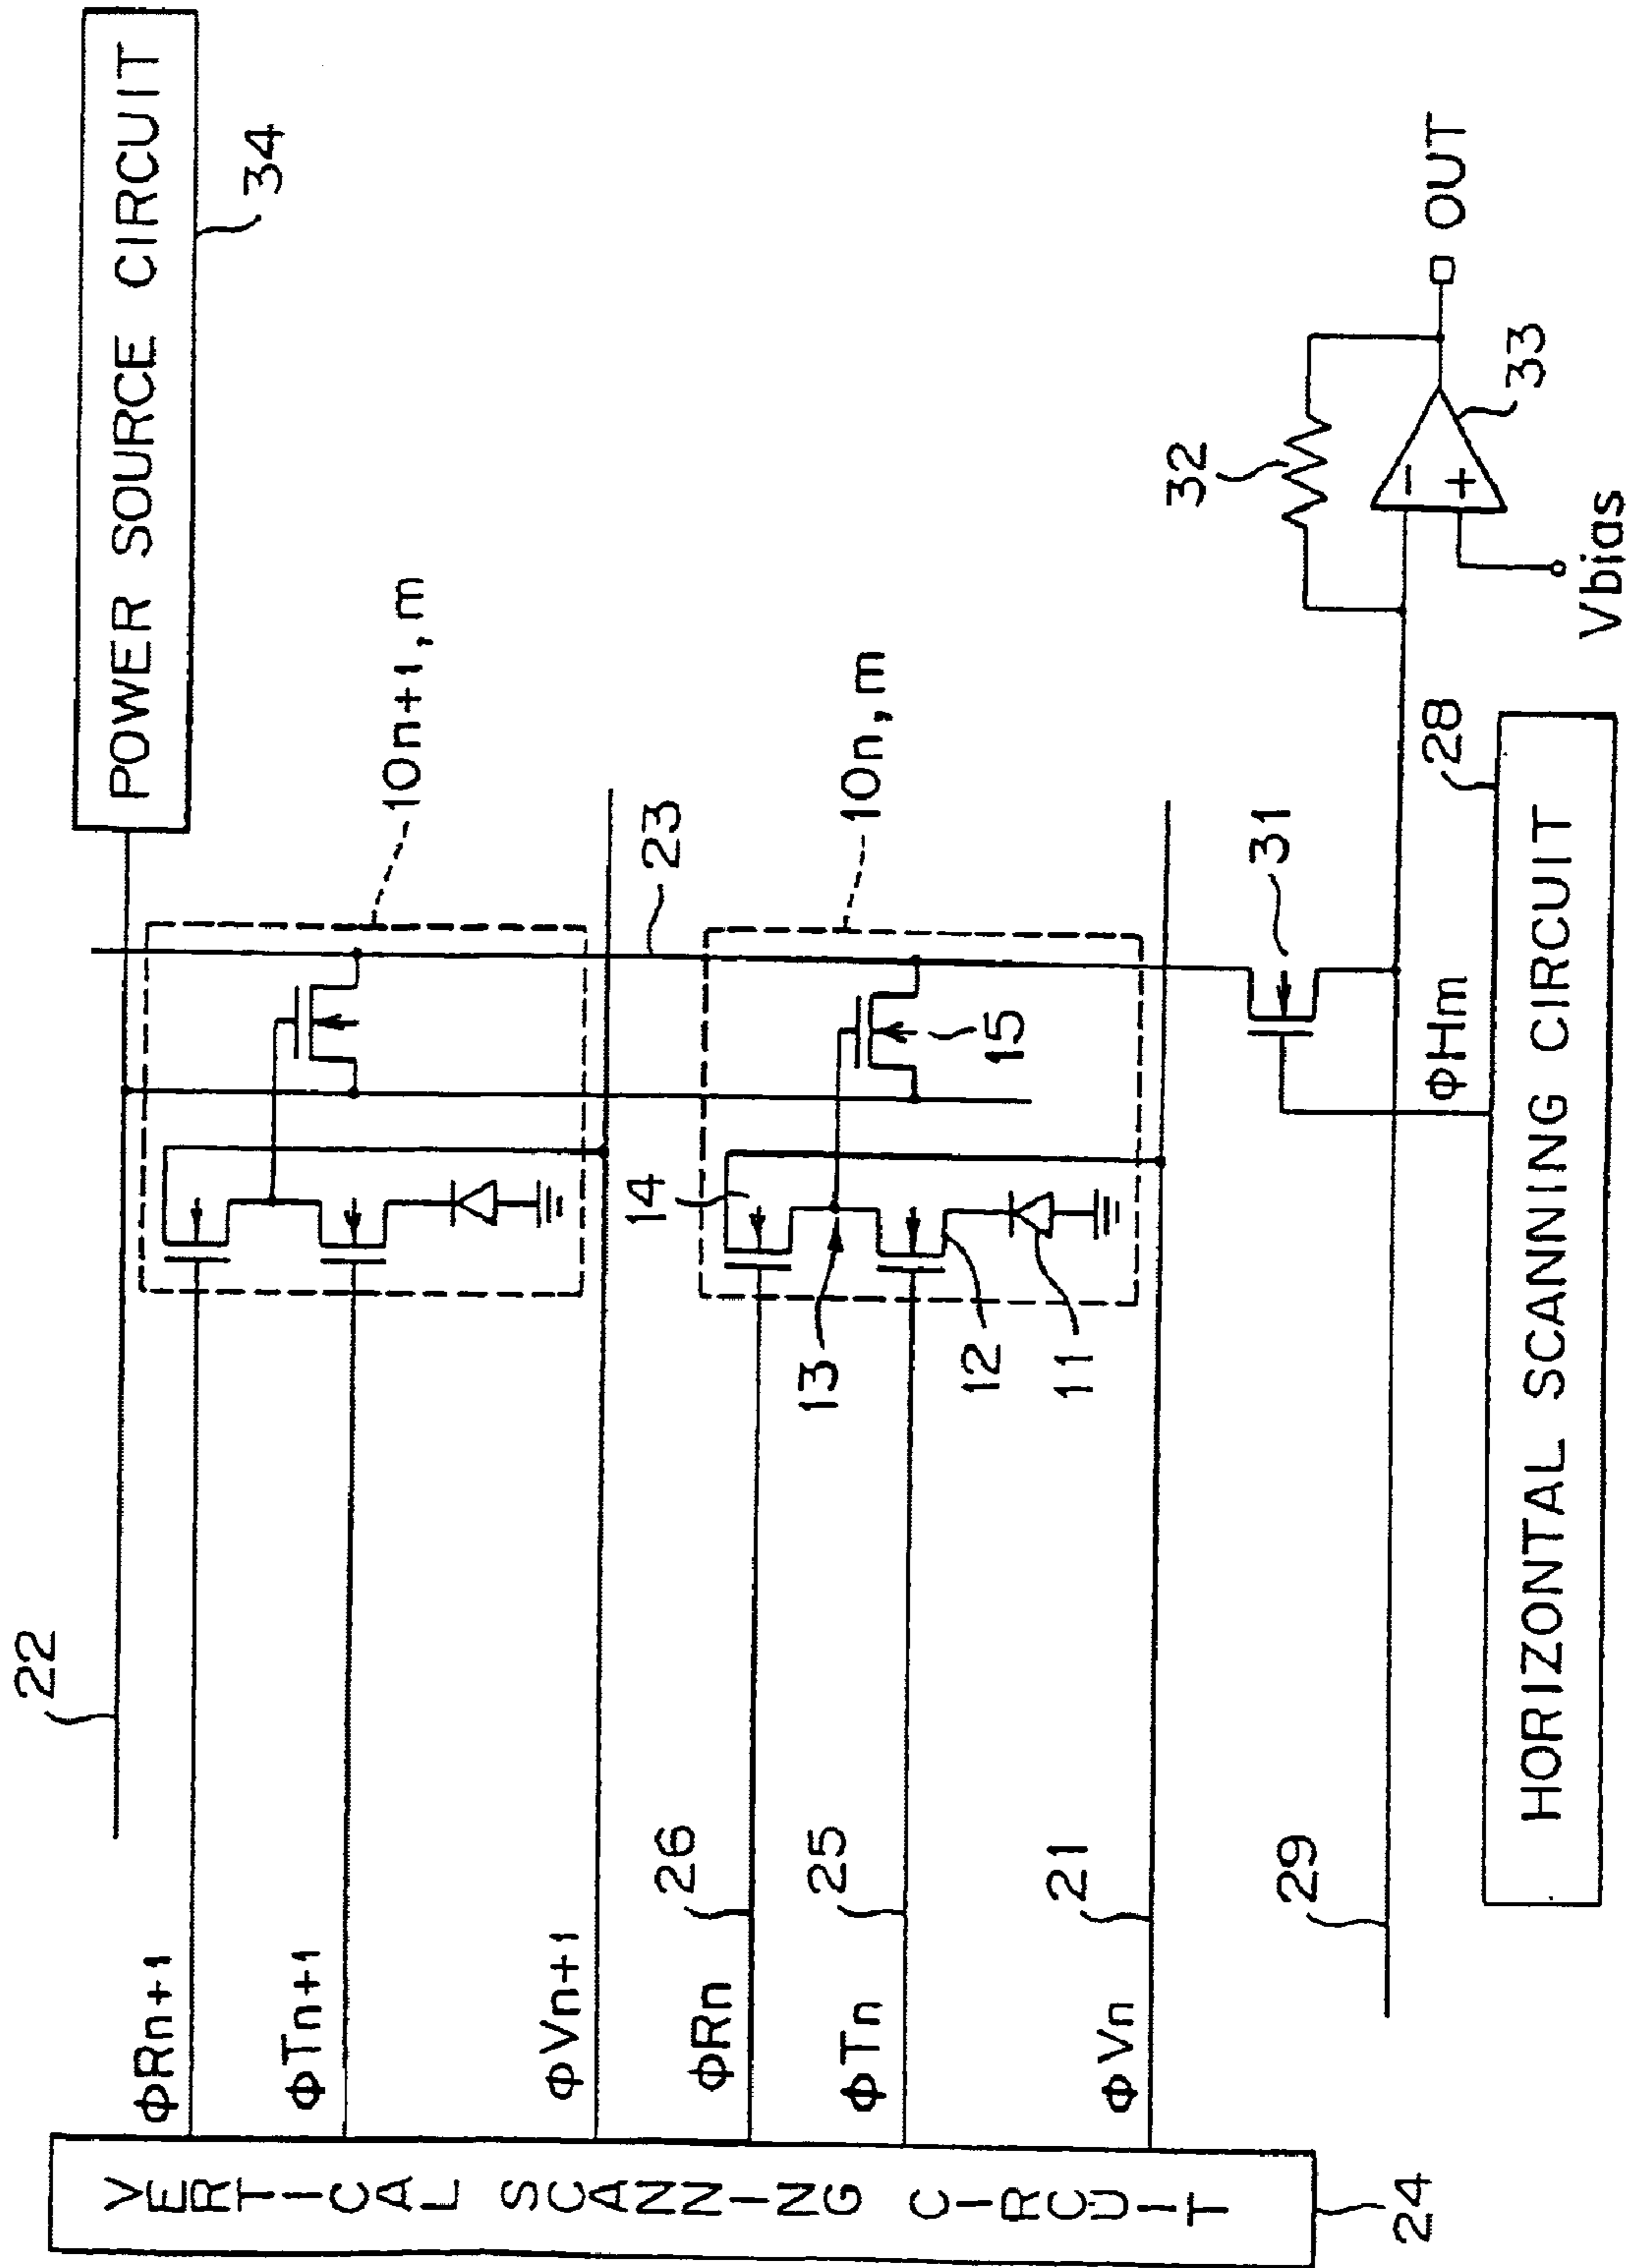 POWER SOURCE CIRCUIT
34
22
ΦRn+1
10n+1,m
ΦTn+1
ΦVn+1
23
26
ΦRn
14
10n,m
13
15
25
ΦTn
12
11
21
ΦVn
31
32
OUT
33
Vbias
29
ΦHm
28
HORIZONTAL SCANNING CIRCUIT
VERTICAL SCANNING CIRCUIT
24
−
+